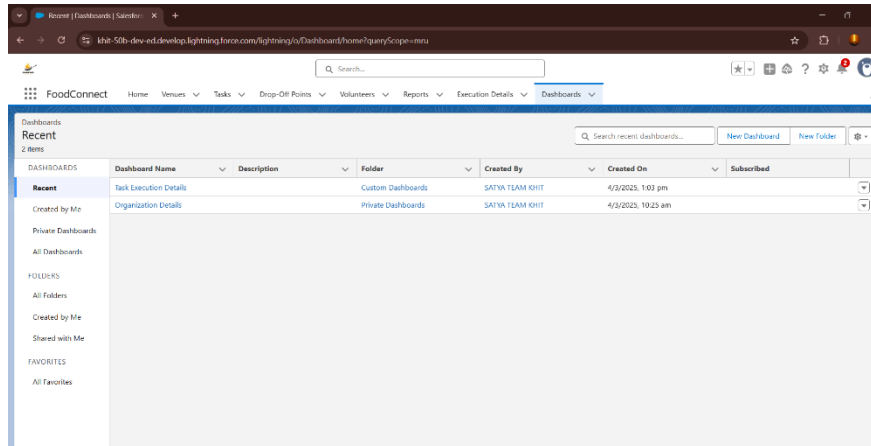 Recent | Dashboards | Salesfor
khit-50b-dev-ed.develop.lightning.force.com/lightning/o/Dashboard/home?queryScope=mru
Search...
2
FoodConnect Home Venues Tasks Drop-Off Points Volunteers Reports Execution Details Dashboards
Dashboards
Recent
2 items
Search recent dashboards... New Dashboard New Folder
DASHBOARDS Dashboard Name Description Folder Created By Created On Subscribed
Recent Task Execution Details Custom Dashboards SATYA TEAM KHIT 4/3/2025, 1:03 pm
Created by Me Organization Details Private Dashboards SATYA TEAM KHIT 4/3/2025, 10:25 am
Private Dashboards
All Dashboards
FOLDERS
All Folders
Created by Me
Shared with Me
FAVORITES
All Favorites